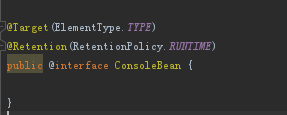 @Target(ElementType.TYPE)
@Retention(RetentionPolicy.RUNTIME)
public @interface ConsoleBean {
}